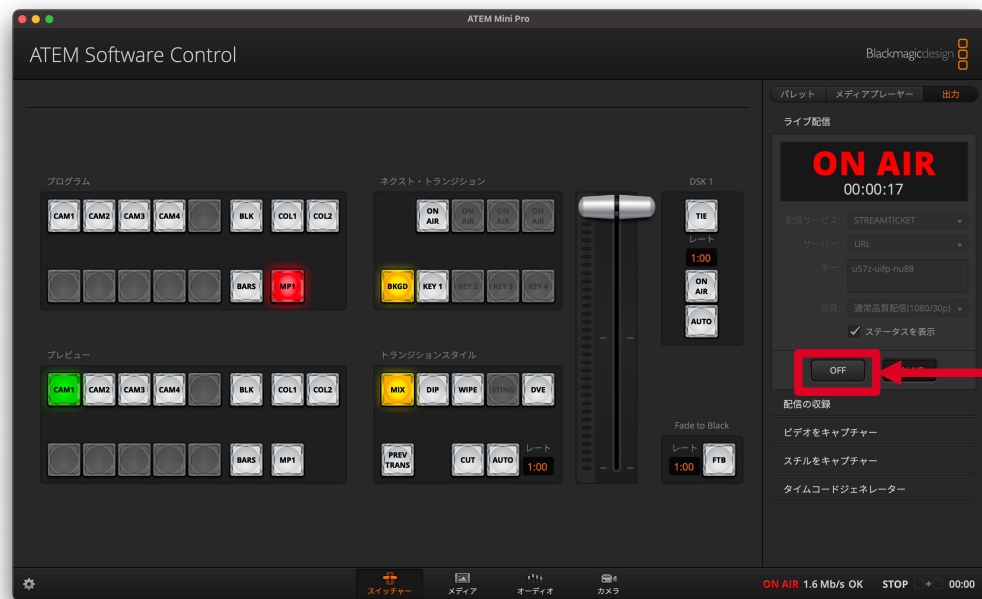 ATEM Mini Pro
ATEM Software Control
Blackmagicdesign
パレット メディアプレーヤー 出力
ライブ配信
ON AIR
00:00:17
配信サービス: STREAMTICKET
サーバー: URL
キー: u57z-uifp-nu88
品質: 通常品質配信(1080/30p)
ステータスを表示
OFF
配信の収録
ビデオをキャプチャー
スチルをキャプチャー
タイムコードジェネレーター
プログラム
CAM1 CAM2 CAM3 CAM4 BLK COL1 COL2
BARS MP1
ネクスト・トランジション
ON AIR ON AIR ON AIR ON AIR
BKGD KEY 1 KEY 2 KEY 3 KEY 4
DSK 1
TIE
レート
1:00
ON AIR
AUTO
プレビュー
CAM1 CAM2 CAM3 CAM4 BLK COL1 COL2
BARS MP1
トランジションスタイル
MIX DIP WIPE STING DVE
PREV TRANS CUT AUTO レート 1:00
Fade to Black
レート
1:00 FTB
スイッチャー メディア オーディオ カメラ
ON AIR 1.6 Mb/s OK STOP 00:00